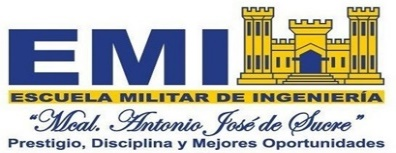 EMI
ESCUELA MILITAR DE INGENIERÍA
"Mcal. Antonio José de Sucre"
Prestigio, Disciplina y Mejores Oportunidades